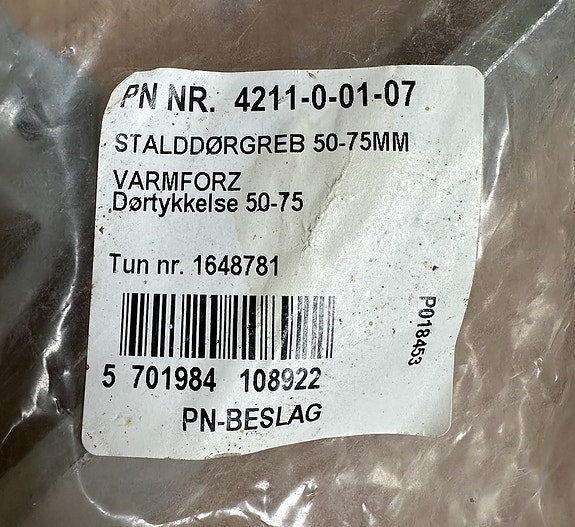 PN NR. 4211-0-01-07
STALDDØRGREB 50-75MM
VARMFORZ
Dørtykkelse 50-75
Tun nr. 1648781
P018453
5 701984 108922
PN-BESLAG